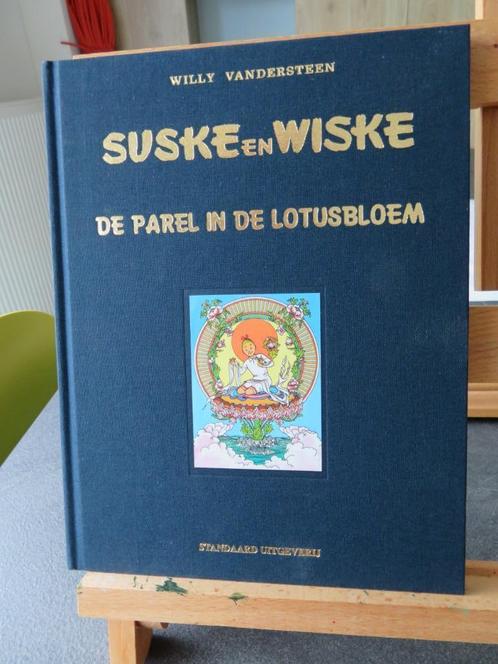 WILLY VANDERSTEEN
SUSKE EN WISKE
DE PAREL IN DE LOTUSBLOEM
STANDAARD UITGEVERIJ